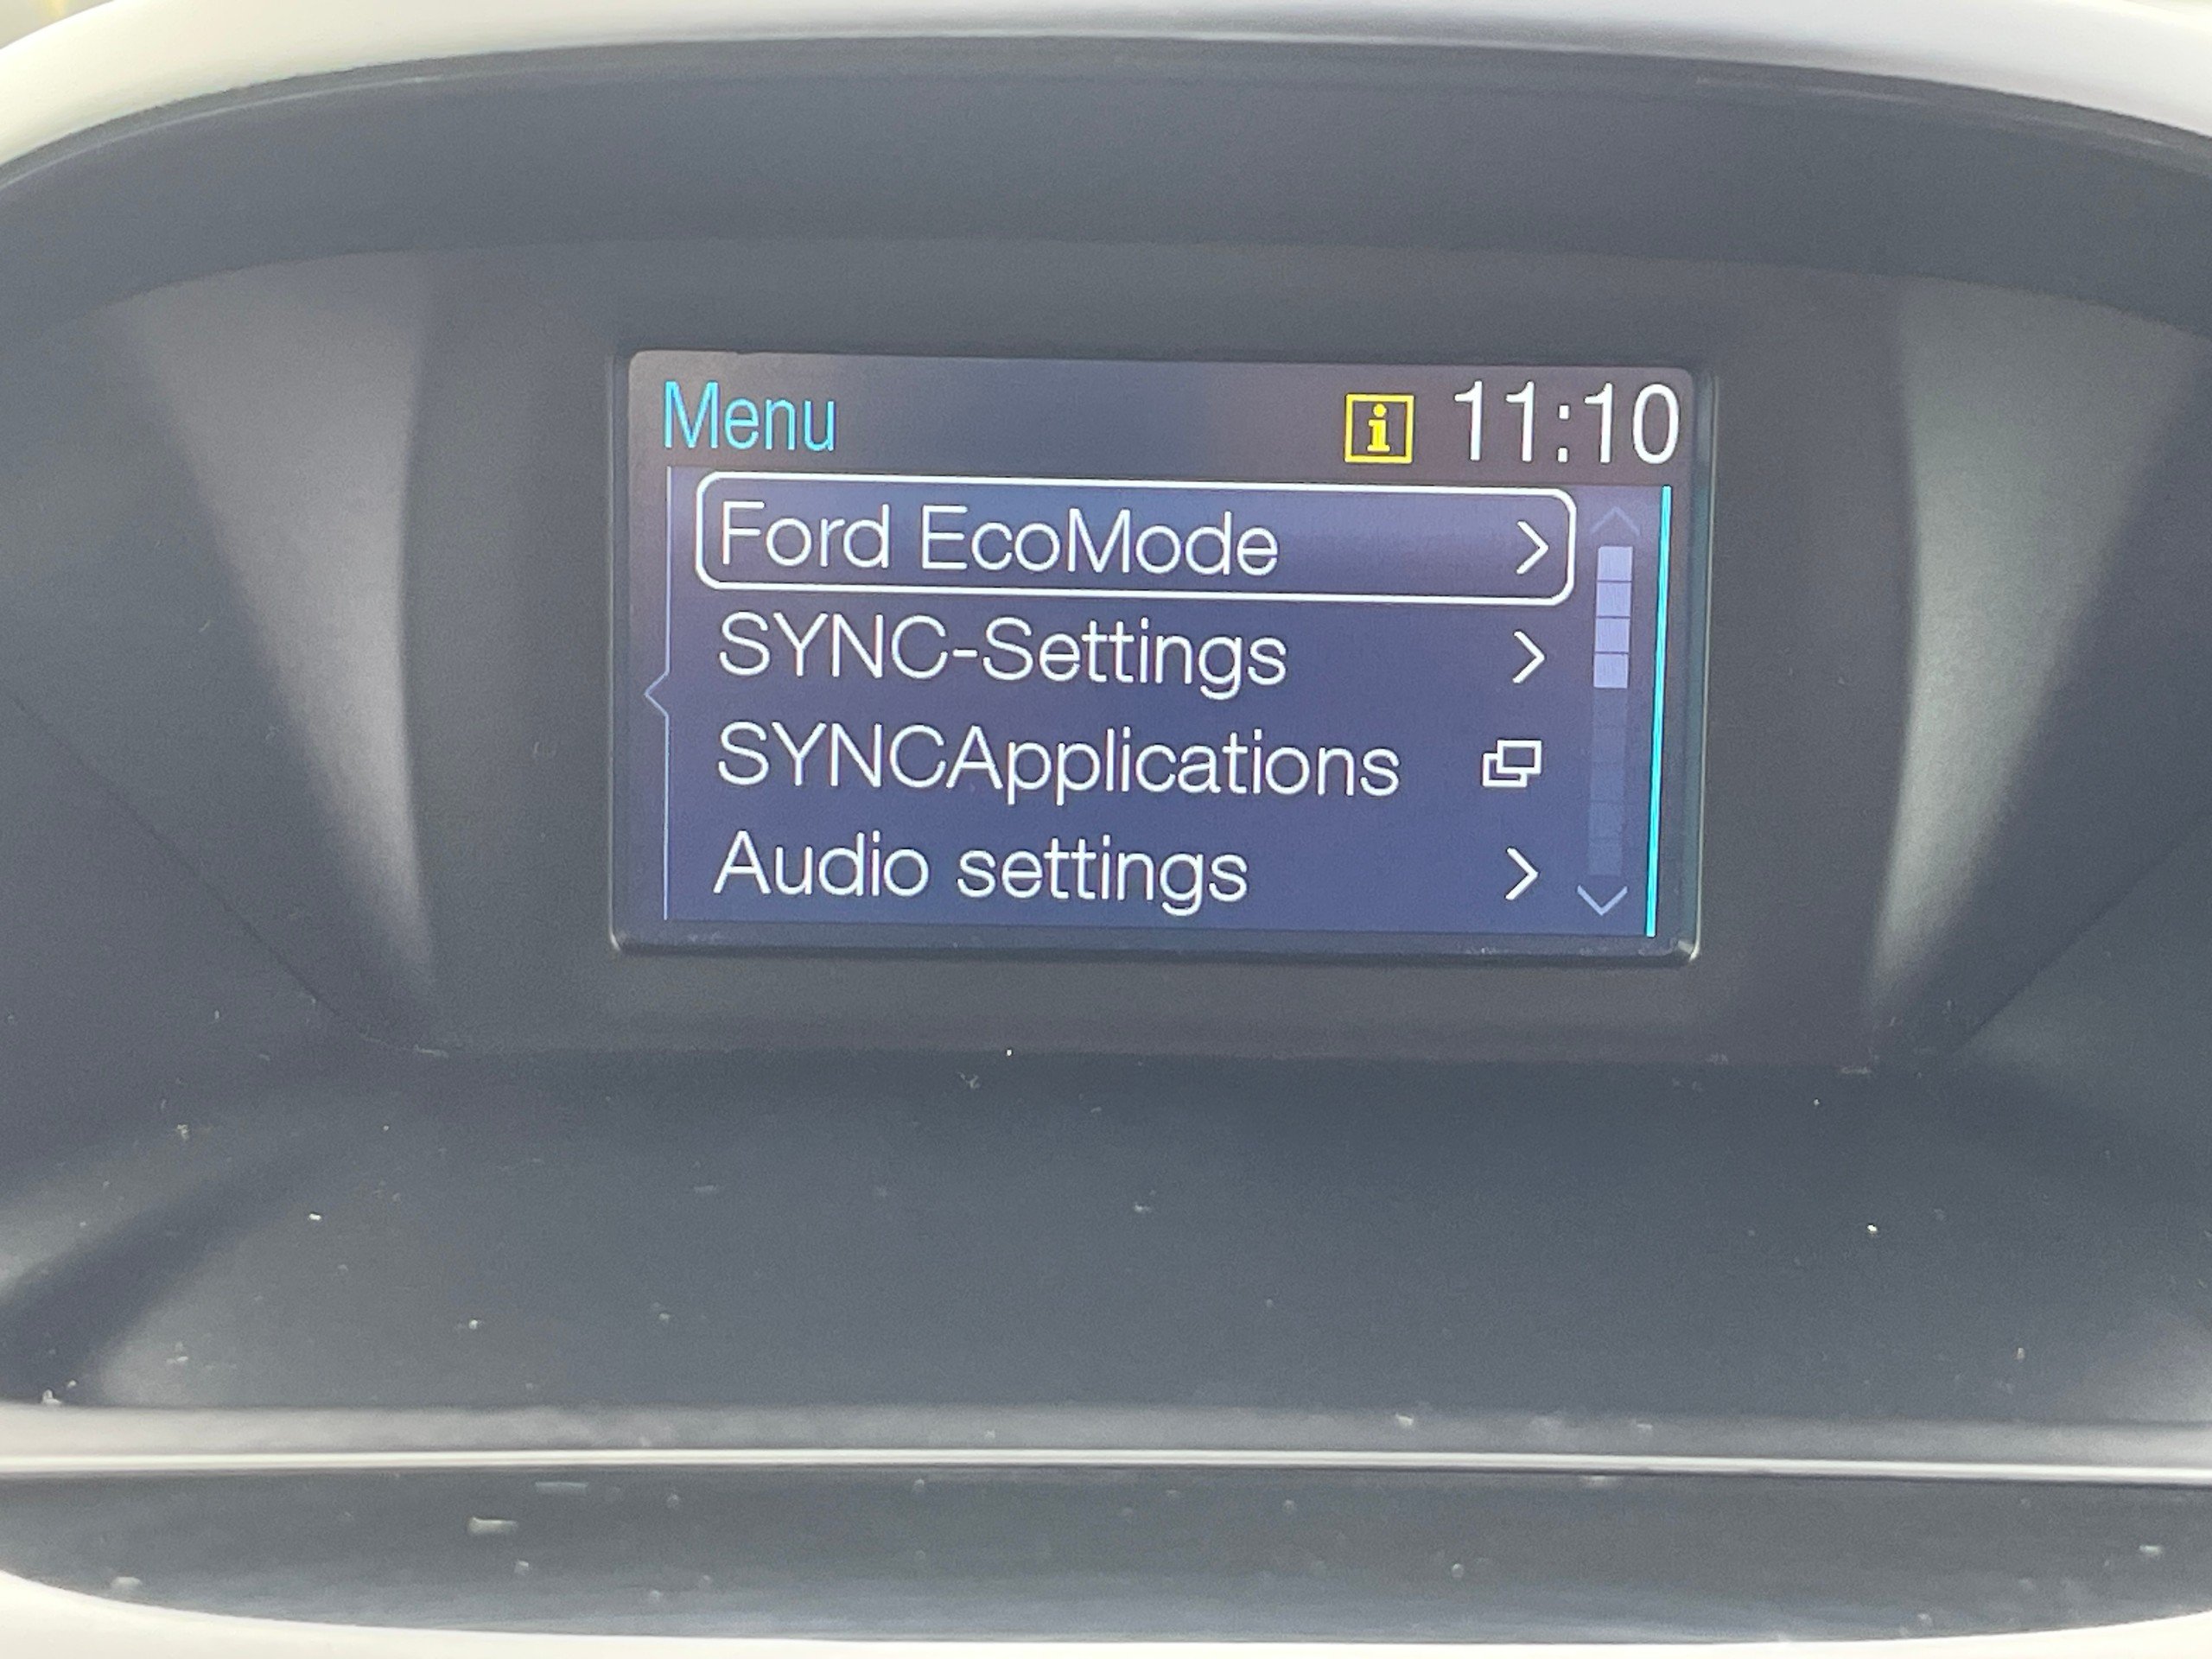 Menu i 11:10
Ford EcoMode
SYNC-Settings
SYNCApplications
Audio settings